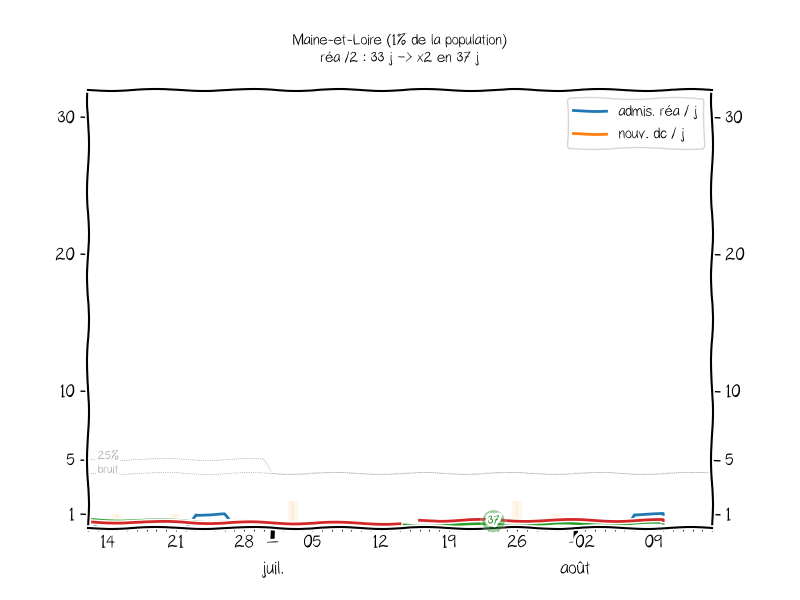 Maine-et-Loire (1% de la population)
réa /2 : 33 j -> x2 en 37 j
admis. réa / j
nouv. dc / j
30
30
20
20
10
10
25%
5
5
bruit
1
1
37
14 21 28 05 12 19 26 02 09
juil. août